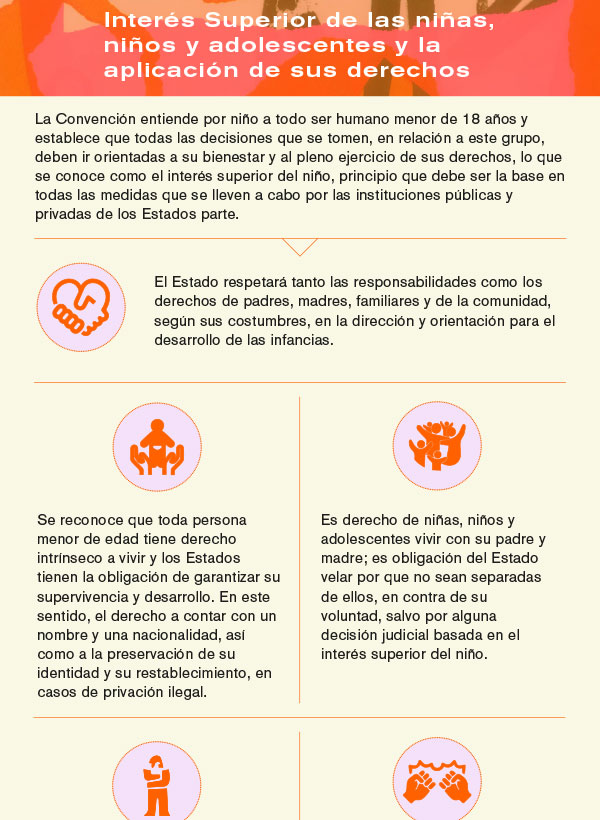 Interés Superior de las niñas,
niños y adolescentes y la
aplicación de sus derechos
La Convención entiende por niño a todo ser humano menor de 18 años y
establece que todas las decisiones que se tomen, en relación a este grupo,
deben ir orientadas a su bienestar y al pleno ejercicio de sus derechos, lo que
se conoce como el interés superior del niño, principio que debe ser la base en
todas las medidas que se lleven a cabo por las instituciones públicas y
privadas de los Estados parte.
El Estado respetará tanto las responsabilidades como los
derechos de padres, madres, familiares y de la comunidad,
según sus costumbres, en la dirección y orientación para el
desarrollo de las infancias.
Se reconoce que toda persona
menor de edad tiene derecho
intrínseco a vivir y los Estados
tienen la obligación de garantizar su
supervivencia y desarrollo. En este
sentido, el derecho a contar con un
nombre y una nacionalidad, así
como a la preservación de su
identidad y su restablecimiento, en
casos de privación ilegal.
Es derecho de niñas, niños y
adolescentes vivir con su padre y
madre; es obligación del Estado
velar por que no sean separadas
de ellos, en contra de su
voluntad, salvo por alguna
decisión judicial basada en el
interés superior del niño.